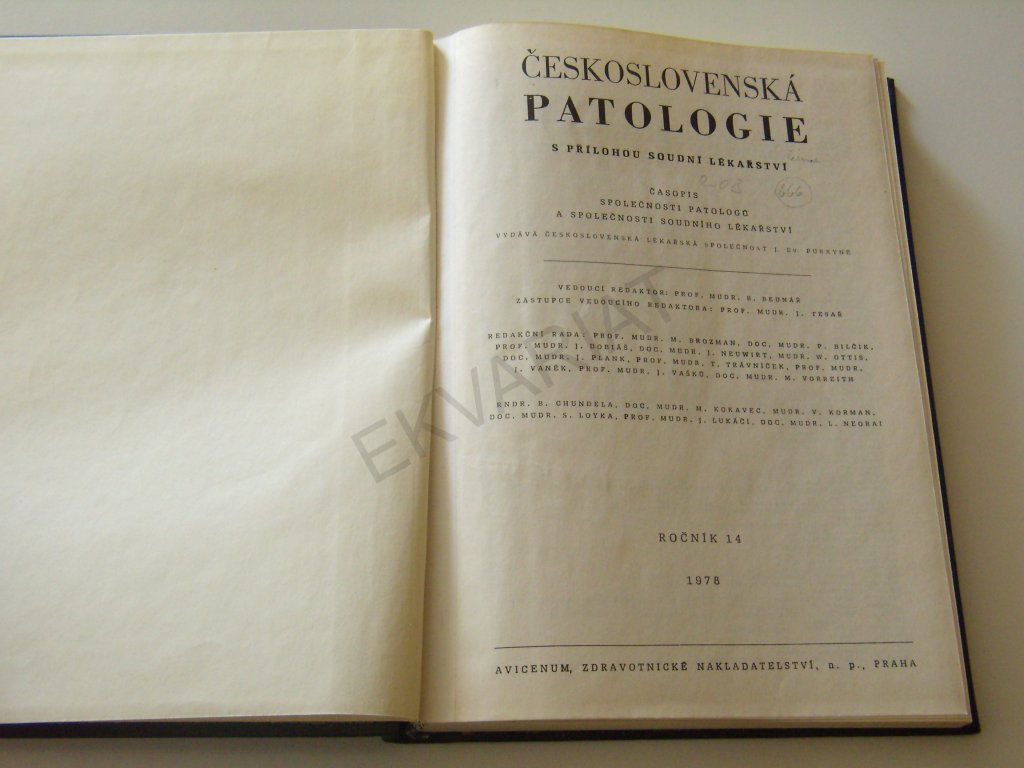 ČESKOSLOVENSKÁ
PATOLOGIE
S PŘÍLOHOU SOUDNÍ LÉKAŘSTVÍ
666
ČASOPIS
SPOLEČNOSTI PATOLOGŮ
A SPOLEČNOSTI SOUDNÍHO LÉKAŘSTVÍ
VYDÁVÁ ČESKOSLOVENSKÁ LÉKAŘSKÁ SPOLEČNOST J. EV. PURKYNĚ
VEDOUCÍ REDAKTOR: PROF. MUDR. B. BEDNÁŘ
ZÁSTUPCE VEDOUCÍHO REDAKTORA: PROF. MUDR. J. TESAŘ
REDAKČNÍ RADA: PROF. MUDR. M. BROZMAN, DOC. MUDR. P. BILČÍK,
PROF. MUDR. J. DOBIÁŠ, DOC. MUDR. J. NEUWIRT, MUDR. W. OTTIS,
DOC. MUDR. J. PLANK, PROF. MUDR. T. TRÁVNÍČEK, PROF. MUDR.
J. VANĚK, PROF. MUDR. J. VAŠKŮ, DOC. MUDR. M. VORREITH
RNDR. B. CHUNDELA, DOC. MUDR. M. KOKAVEC, MUDR. V. KORMAN,
DOC. MUDR. S. LOYKA, PROF. MUDR. J. LUKÁČI, DOC. MUDR. L. NEORAL
EKVARIÁT
ROČNÍK 14
1978
AVICENUM, ZDRAVOTNICKÉ NAKLADATELSTVÍ, n. p., PRAHA